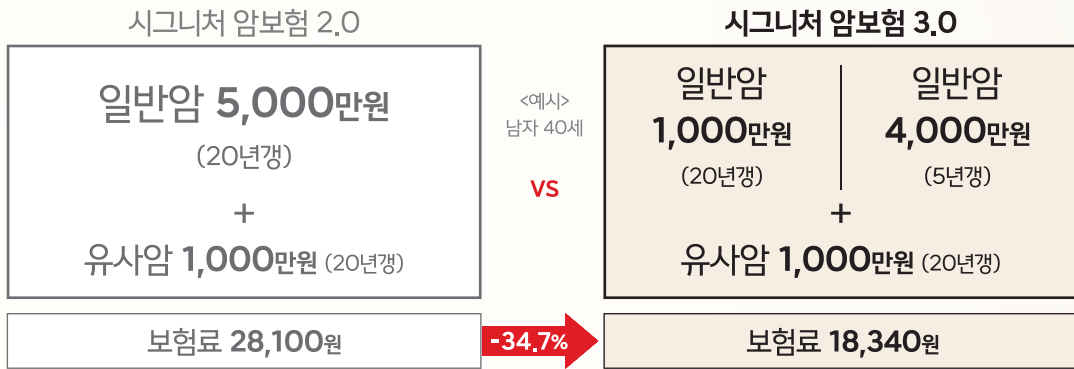 시그니처 암보험 2.0
일반암 5,000만원
(20년갱)
+
유사암 1,000만원 (20년갱)
보험료 28,100원
<예시>
남자 40세
VS
-34.7%
시그니처 암보험 3.0
일반암
1,000만원
(20년갱)
일반암
4,000만원
(5년갱)
+
유사암 1,000만원 (20년갱)
보험료 18,340원